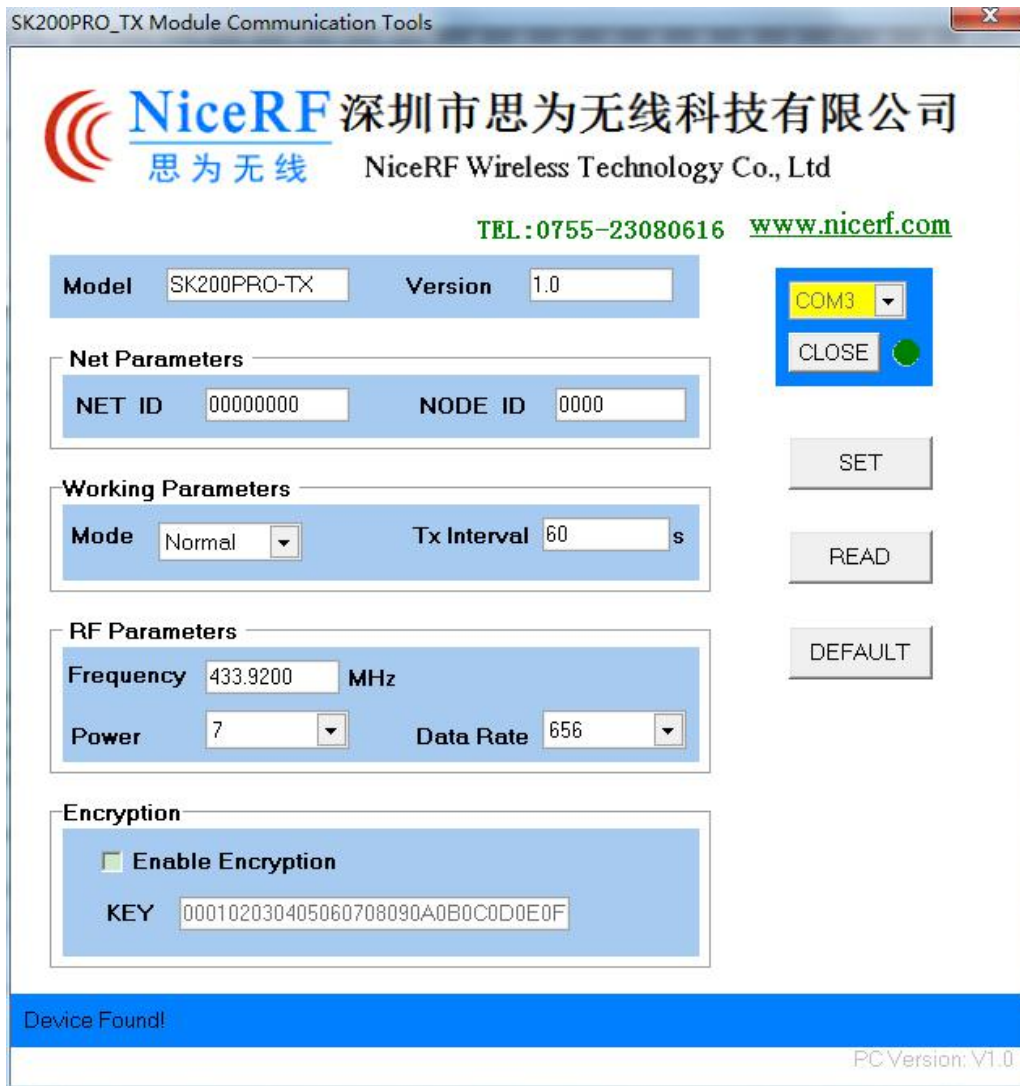 SK200PRO_TX Module Communication Tools
NiceRF 深圳市思为无线科技有限公司
思为无线 NiceRF Wireless Technology Co., Ltd
TEL:0755-23080616 www.nicerf.com
Model SK200PRO-TX Version 1.0
COM3
CLOSE
Net Parameters
NET ID 00000000 NODE ID 0000
SET
Working Parameters
Mode Normal Tx Interval 60 s
READ
RF Parameters
Frequency 433.9200 MHz
DEFAULT
Power 7 Data Rate 656
Encryption
Enable Encryption
KEY 000102030405060708090A0B0C0D0E0F
Device Found!
PC Version: V1.0